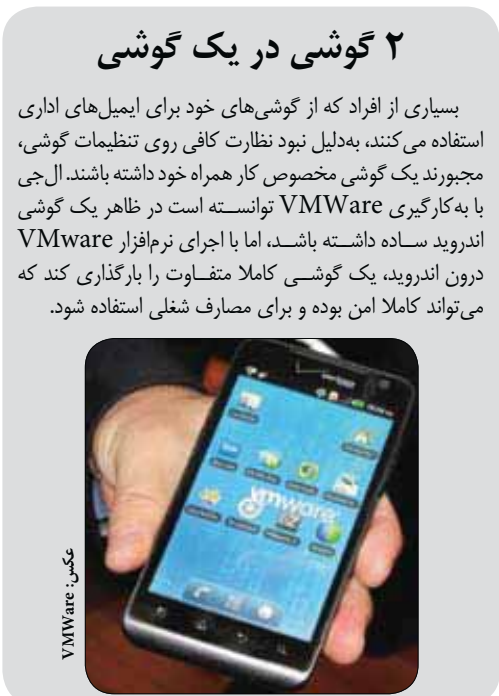 ۲ گوشی در یک گوشی
بسیاری از افراد که از گوشی‌های خود برای ایمیل‌های اداری
استفاده می‌کنند، به‌دلیل نبود نظارت کافی روی تنظیمات گوشی،
مجبورند یک گوشی مخصوص کار همراه خود داشته باشند. ال‌جی
با به‌کارگیری VMWare توانسته است در ظاهر یک گوشی
اندروید ساده داشته باشد، اما با اجرای نرم‌افزار VMware
درون اندروید، یک گوشی کاملا متفاوت را بارگذاری کند که
می‌تواند کاملا امن بوده و برای مصارف شغلی استفاده شود.
verizon
vmware
عکس: VMWare